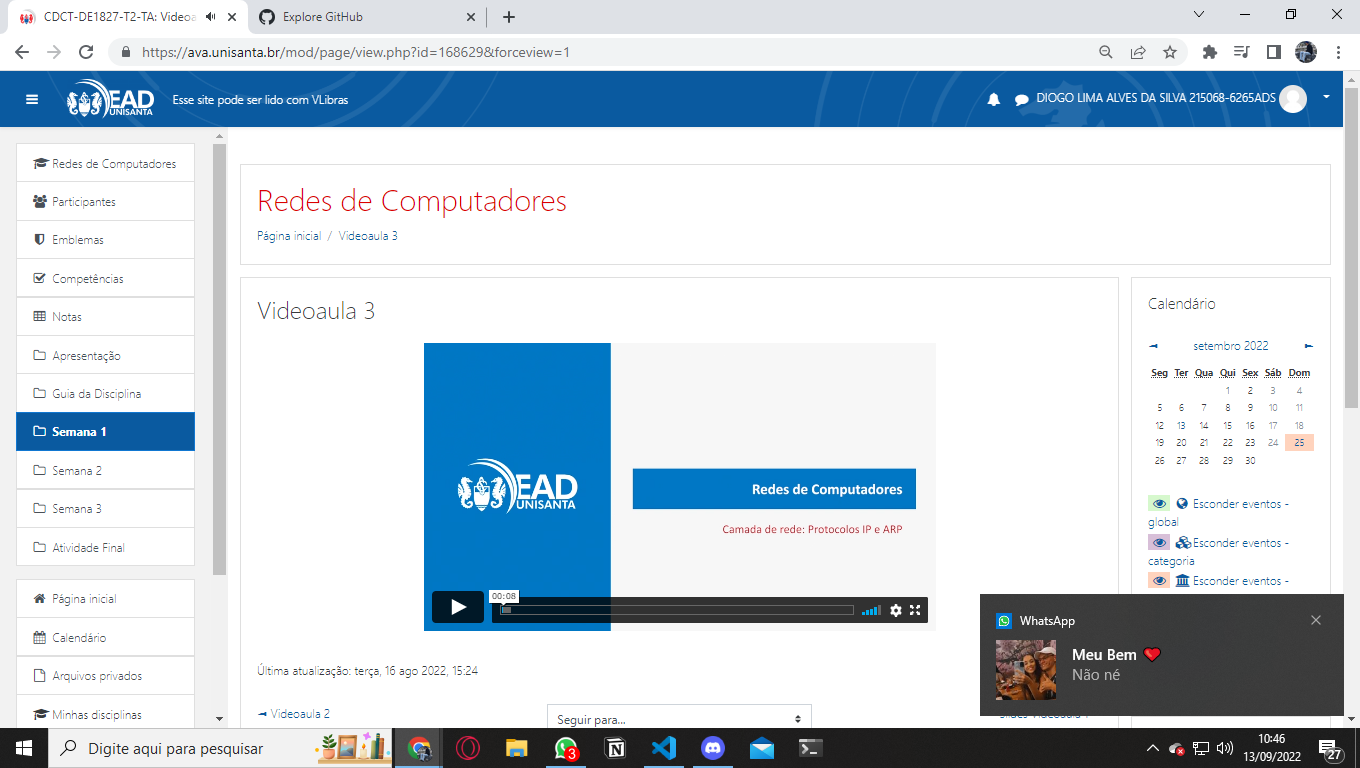 CDCT-DE1827-T2-TA: Videoa
Explore GitHub
https://ava.unisanta.br/mod/page/view.php?id=168629&forceview=1
EAD
UNISANTA
Esse site pode ser lido com VLibras
DIOGO LIMA ALVES DA SILVA 215068-6265ADS
Redes de Computadores
Participantes
Emblemas
Competências
Notas
Apresentação
Guia da Disciplina
Semana 1
Semana 2
Semana 3
Atividade Final
Página inicial
Calendário
Arquivos privados
Minhas disciplinas
Redes de Computadores
Página inicial / Videoaula 3
Videoaula 3
EAD
UNISANTA
Redes de Computadores
Camada de rede: Protocolos IP e ARP
00:08
Última atualização: terça, 16 ago 2022, 15:24
◄ Videoaula 2
Seguir para...
Calendário
◄ setembro 2022 ►
Seg Ter Qua Qui Sex Sáb Dom
1 2 3 4
5 6 7 8 9 10 11
12 13 14 15 16 17 18
19 20 21 22 23 24 25
26 27 28 29 30
Esconder eventos -
global
Esconder eventos -
categoria
Esconder eventos -
WhatsApp
Meu Bem ❤
Não né
Digite aqui para pesquisar
3
10:46
13/09/2022
27